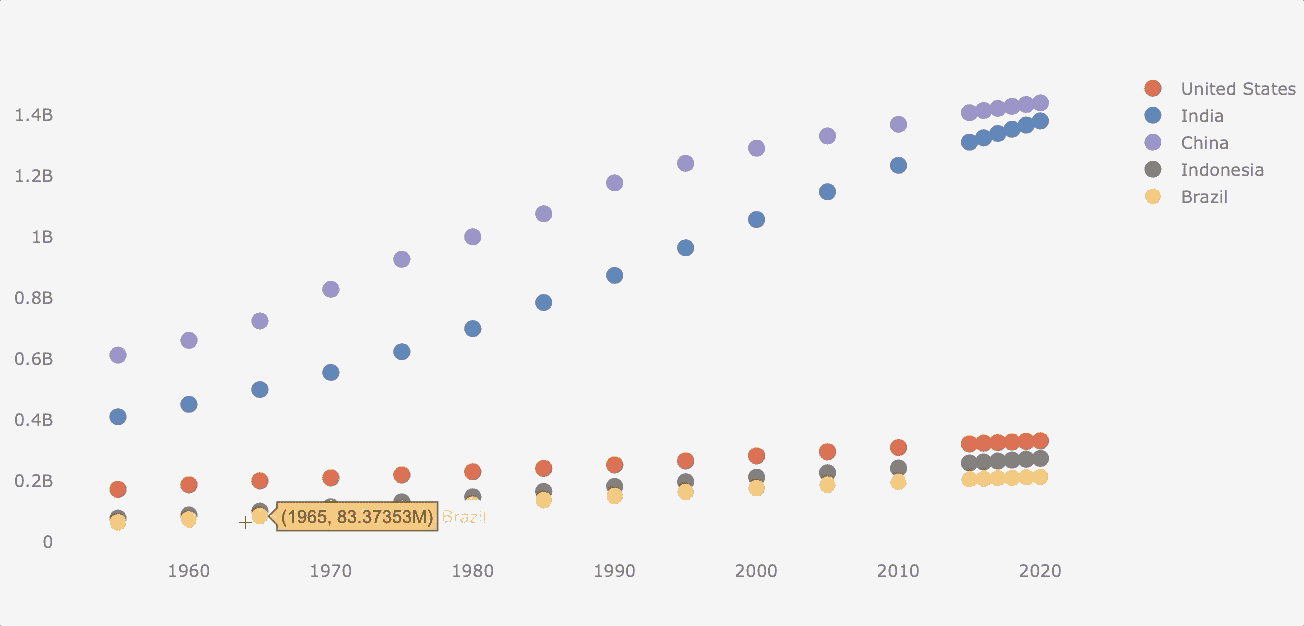 United States
India
China
Indonesia
Brazil
1.4B
1.2B
1B
0.8B
0.6B
0.4B
0.2B
0
(1965, 83.37353M) Brazil
1960 1970 1980 1990 2000 2010 2020